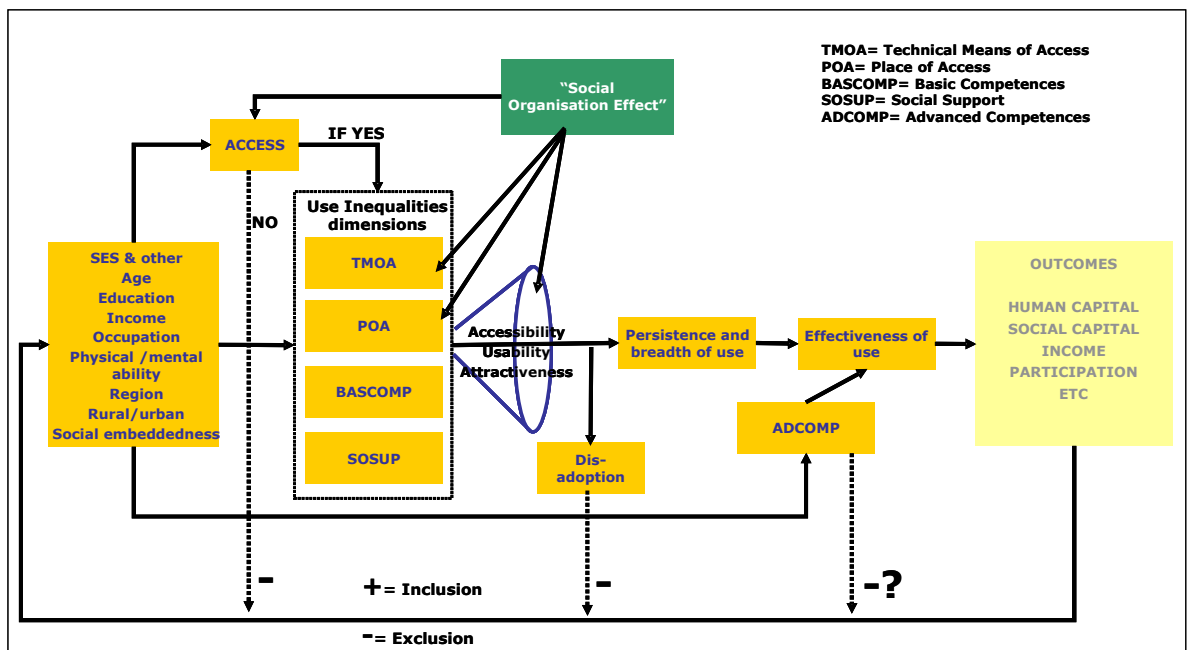 TMOA= Technical Means of Access
POA= Place of Access
BASCOMP= Basic Competences
SOSUP= Social Support
ADCOMP= Advanced Competences
“Social
Organisation Effect”
ACCESS
IF YES
NO
Use Inequalities
dimensions
TMOA
POA
BASCOMP
SOSUP
SES & other
Age
Education
Income
Occupation
Physical /mental
ability
Region
Rural/urban
Social embeddedness
Accessibility
Usability
Attractiveness
Persistence and
breadth of use
Effectiveness of
use
OUTCOMES
HUMAN CAPITAL
SOCIAL CAPITAL
INCOME
PARTICIPATION
ETC
ADCOMP
Dis-
adoption
-
+= Inclusion
-
-?
-= Exclusion